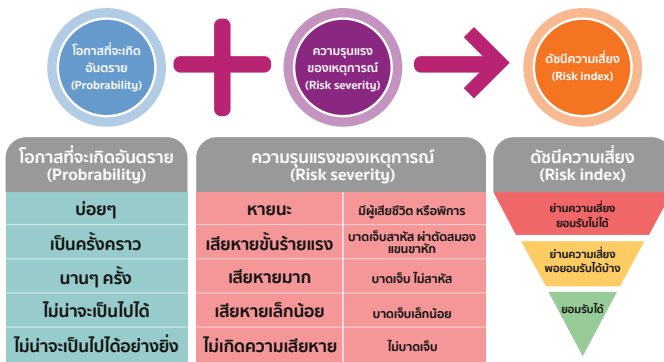 โอกาสที่จะเกิด
อันตราย
(Probrability)
ความรุนแรง
ของเหตุการณ์
(Risk severity)
ดัชนีความเสี่ยง
(Risk index)
โอกาสที่จะเกิดอันตราย
(Probrability)
ความรุนแรงของเหตุการณ์
(Risk severity)
ดัชนีความเสี่ยง
(Risk index)
บ่อยๆ
หายนะ
มีผู้เสียชีวิต หรือพิการ
ย่านความเสี่ยง
ยอมรับไม่ได้
เป็นครั้งคราว
เสียหายขั้นร้ายแรง
บาดเจ็บสาหัส ผ่าตัดสมอง
แขนขาหัก
ย่านความเสี่ยง
พอยอมรับได้บ้าง
นานๆ ครั้ง
เสียหายมาก
บาดเจ็บ ไม่สาหัส
ยอมรับได้
ไม่น่าจะเป็นไปได้
เสียหายเล็กน้อย
บาดเจ็บเล็กน้อย
ไม่น่าจะเป็นไปได้อย่างยิ่ง
ไม่เกิดความเสียหาย
ไม่บาดเจ็บ